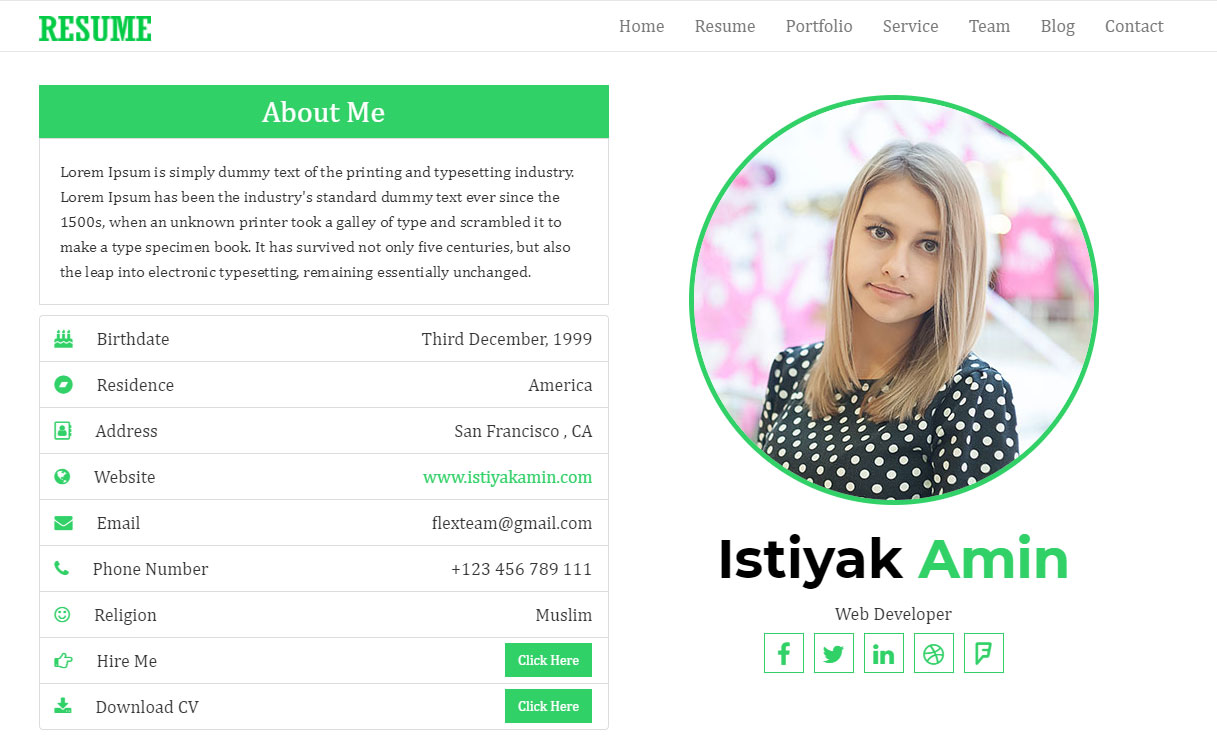 RESUME
Home Resume Portfolio Service Team Blog Contact
About Me
Lorem Ipsum is simply dummy text of the printing and typesetting industry.
Lorem Ipsum has been the industry's standard dummy text ever since the
1500s, when an unknown printer took a galley of type and scrambled it to
make a type specimen book. It has survived not only five centuries, but also
the leap into electronic typesetting, remaining essentially unchanged.
Birthdate Third December, 1999
Residence America
Address San Francisco , CA
Website www.istiyakamin.com
Email flexteam@gmail.com
Phone Number +123 456 789 111
Religion Muslim
Hire Me Click Here
Download CV Click Here
Istiyak Amin
Web Developer